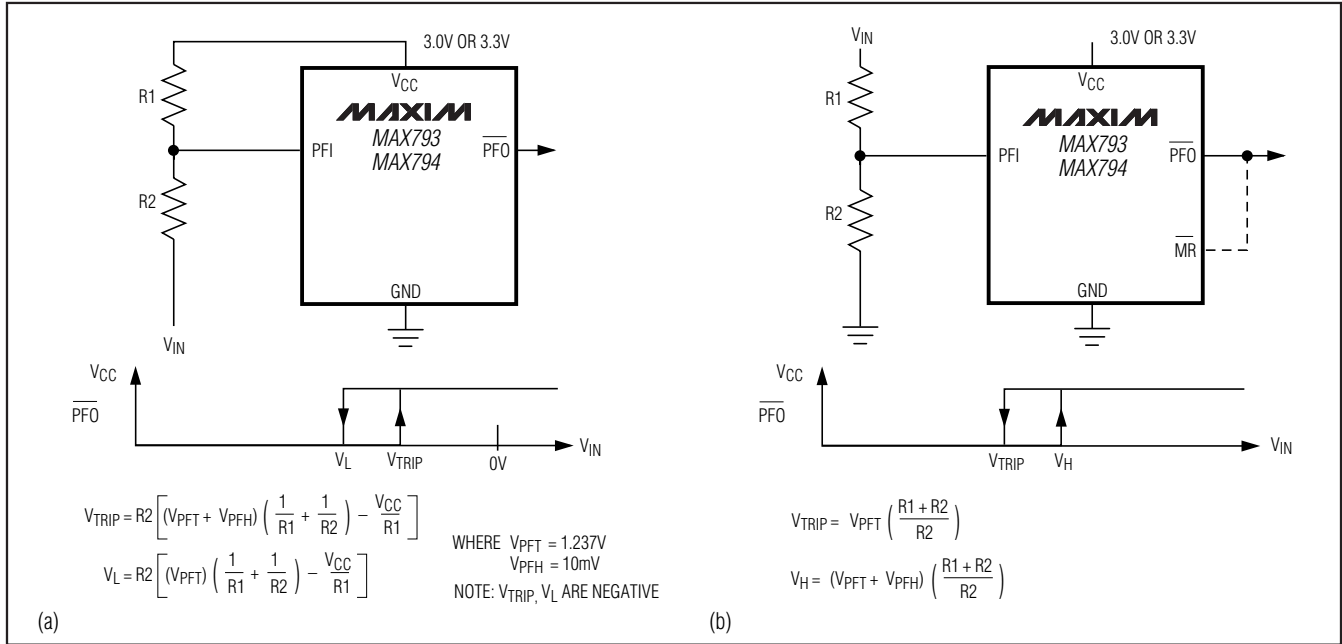 3.0V OR 3.3V
VCC
R1
MAXIM
MAX793
MAX794
PFI
PFO
R2
GND
VIN
VCC
PFO
VL
VTRIP
0V
VIN
VTRIP = R2 [(VPFT + VPFH) (1/R1 + 1/R2) – VCC/R1]
VL = R2 [(VPFT) (1/R1 + 1/R2) – VCC/R1]
WHERE VPFT = 1.237V
VPFH = 10mV
NOTE: VTRIP, VL ARE NEGATIVE
(a)
VIN
3.0V OR 3.3V
VCC
R1
MAXIM
MAX793
MAX794
PFI
PFO
R2
MR
GND
VCC
PFO
VTRIP
VH
VIN
VTRIP = VPFT (R1 + R2/R2)
VH = (VPFT + VPFH) (R1 + R2/R2)
(b)